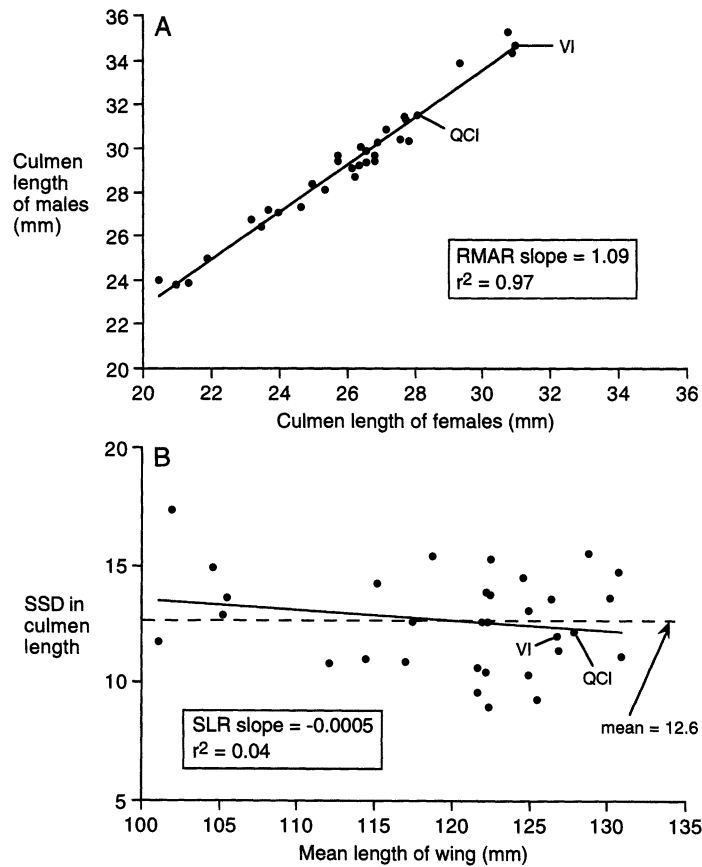 A
36
34
32
30
28
26
24
22
20
Culmen
length
of males
(mm)
VI
QCI
RMAR slope = 1.09
r2 = 0.97
20 22 24 26 28 30 32 34 36
Culmen length of females (mm)
B
20
15
10
5
SSD in
culmen
length
VI
QCI
mean = 12.6
SLR slope = -0.0005
r2 = 0.04
100 105 110 115 120 125 130 135
Mean length of wing (mm)